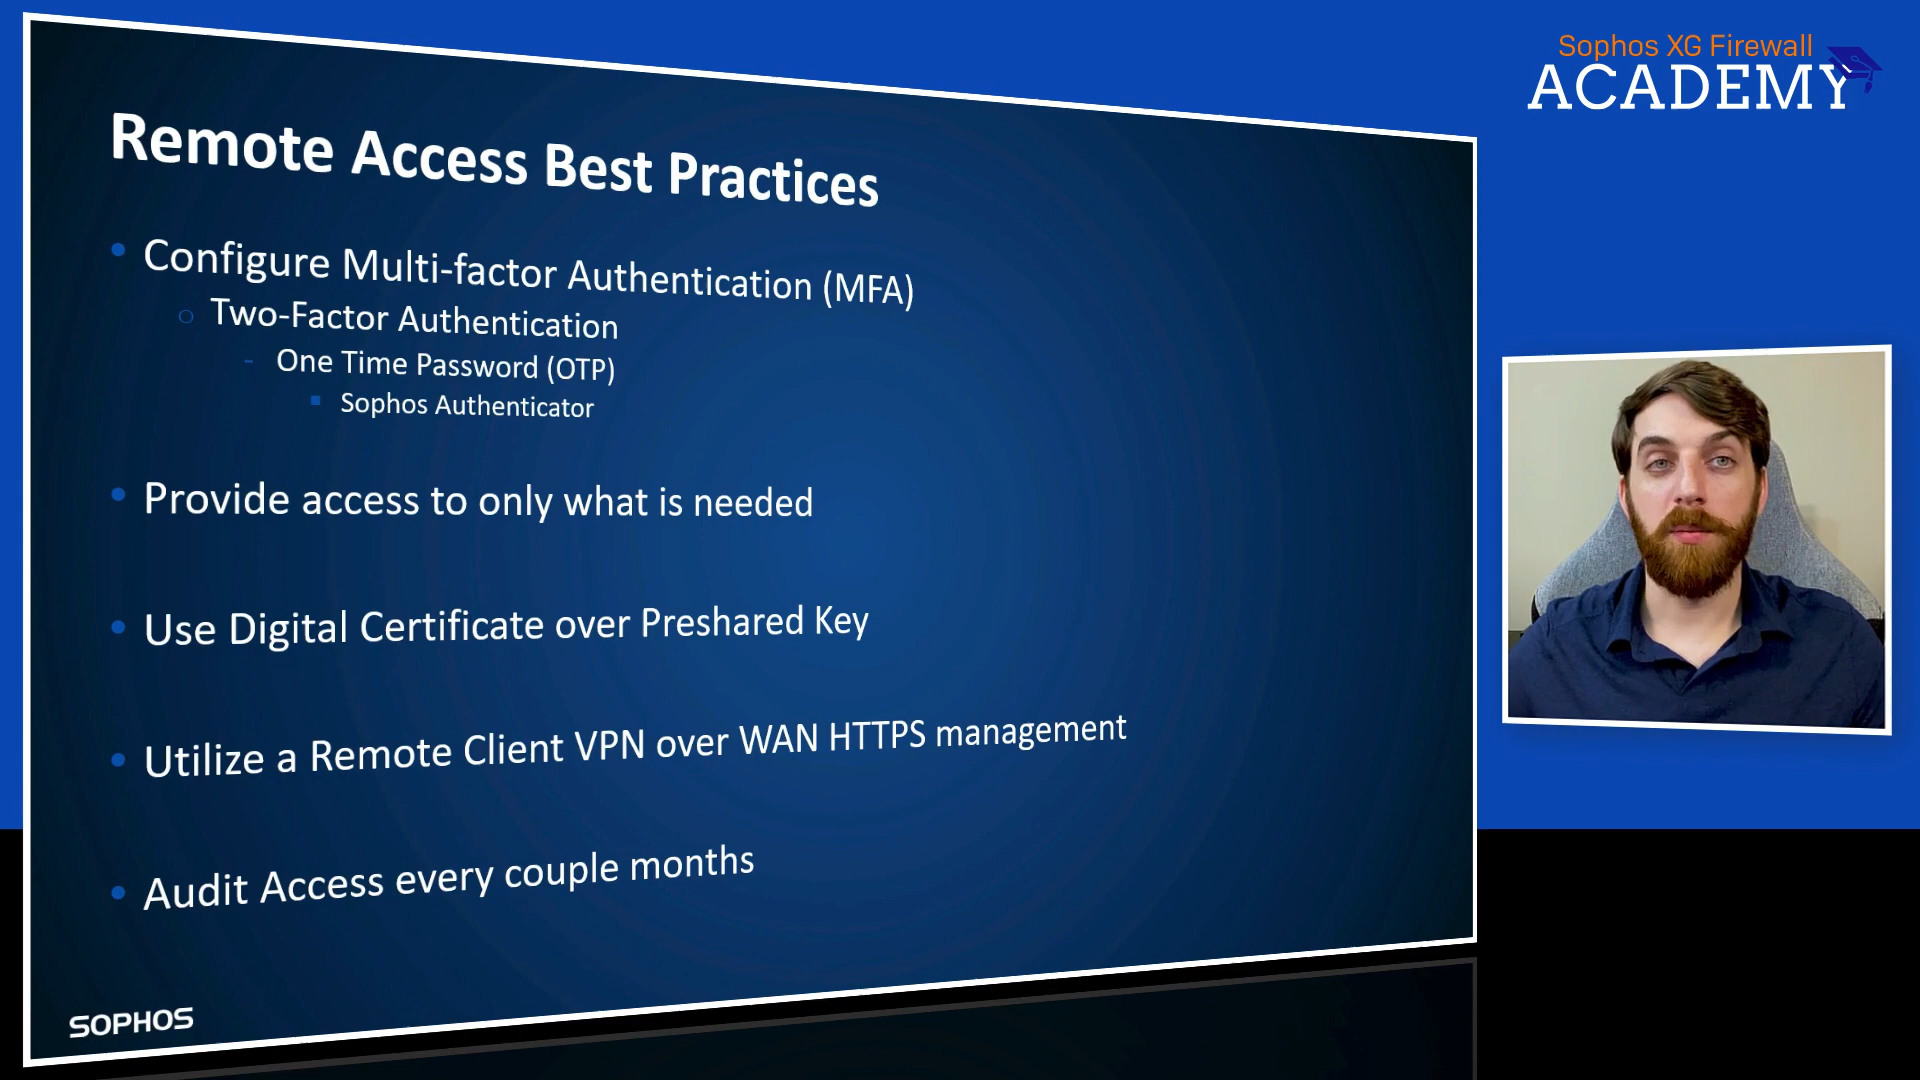 Sophos XG Firewall
ACADEMY
Remote Access Best Practices
Configure Multi-factor Authentication (MFA)
Two-Factor Authentication
One Time Password (OTP)
Sophos Authenticator
Provide access to only what is needed
Use Digital Certificate over Preshared Key
Utilize a Remote Client VPN over WAN HTTPS management
Audit Access every couple months
SOPHOS